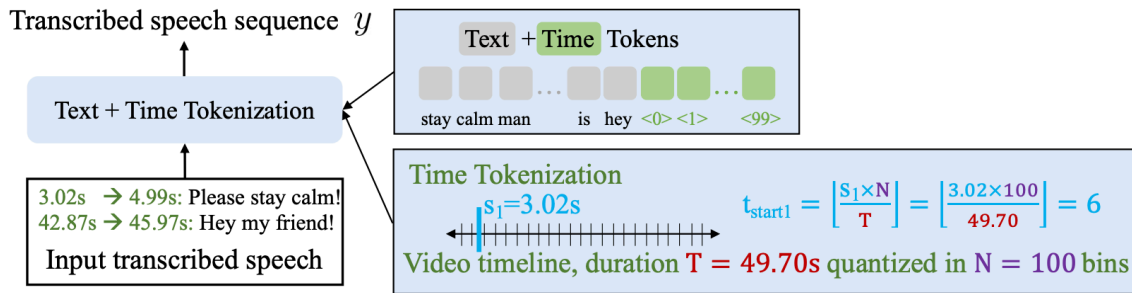 Transcribed speech sequence y
Text + Time Tokenization
3.02s → 4.99s: Please stay calm!
42.87s → 45.97s: Hey my friend!
Input transcribed speech
Text + Time Tokens
... ...
stay calm man is hey <0> <1> <99>
Time Tokenization
s₁=3.02s
t_start1 = ⌊s₁×N / T⌋ = ⌊3.02×100 / 49.70⌋ = 6
Video timeline, duration T = 49.70s quantized in N = 100 bins